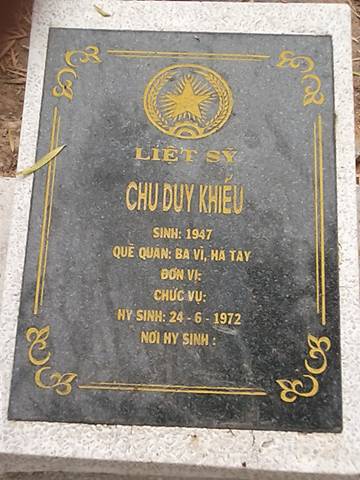 LIỆT SỸ
CHU DUY KHIẾU
SINH: 1947
QUÊ QUÁN: BA VÌ, HÀ TÂY
ĐƠN VỊ:
CHỨC VỤ:
HY SINH: 24 - 6 - 1972
NƠI HY SINH :